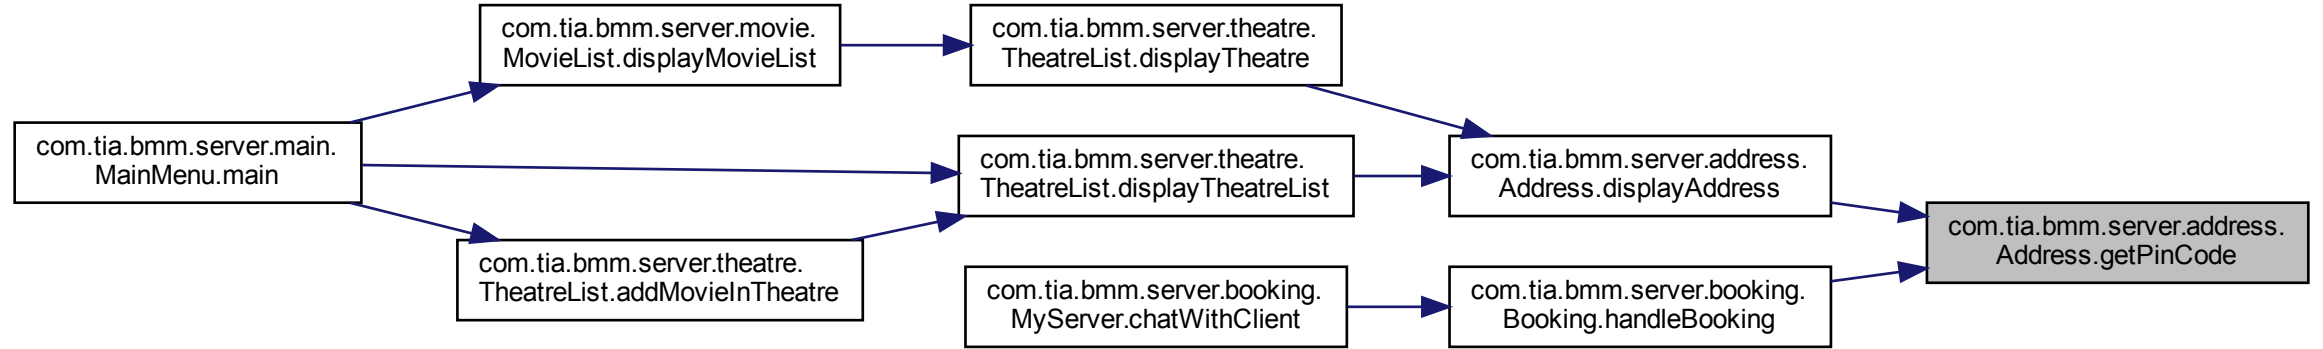 com.tia.bmm.server.movie.
MovieList.displayMovieList
com.tia.bmm.server.theatre.
TheatreList.displayTheatre
com.tia.bmm.server.main.
MainMenu.main
com.tia.bmm.server.theatre.
TheatreList.displayTheatreList
com.tia.bmm.server.address.
Address.displayAddress
com.tia.bmm.server.address.
Address.getPinCode
com.tia.bmm.server.theatre.
TheatreList.addMovieInTheatre
com.tia.bmm.server.booking.
MyServer.chatWithClient
com.tia.bmm.server.booking.
Booking.handleBooking